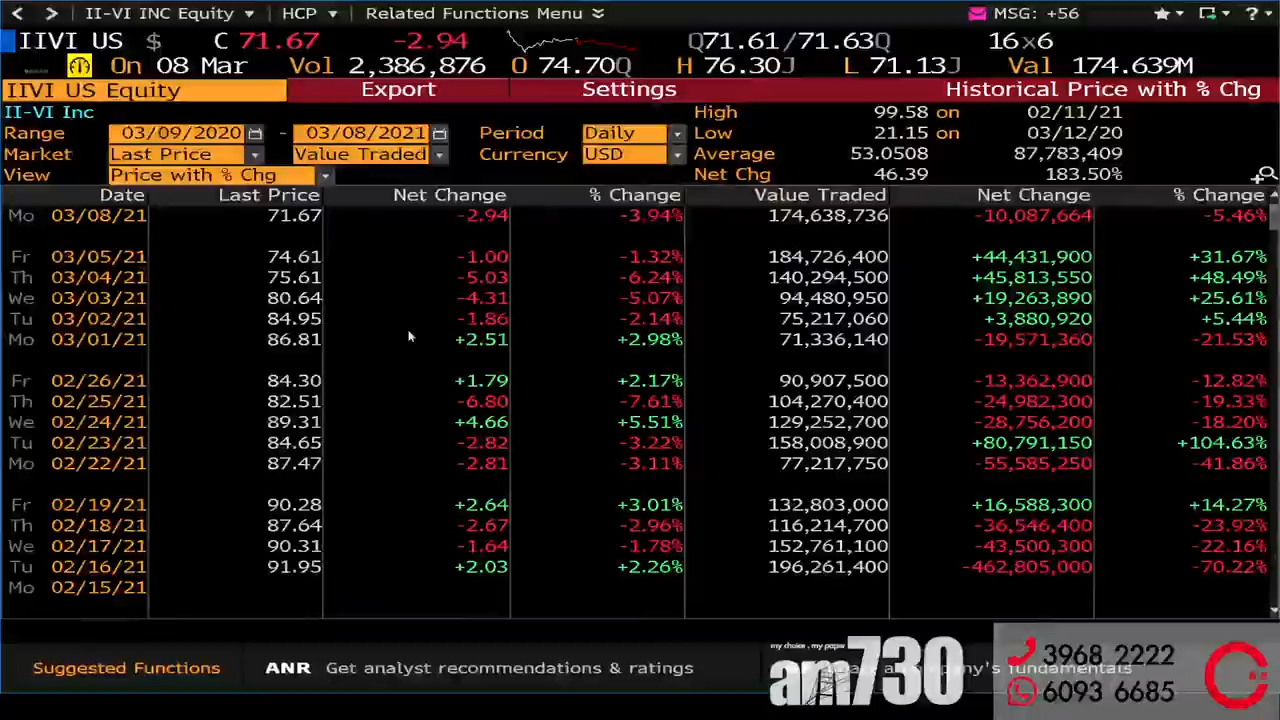 II-VI INC Equity HCP Related Functions Menu MSG: +56 ?
IIVI US $ C 71.67 -2.94 Q71.61/71.63Q 16x6
On 08 Mar Vol 2,386,876 O 74.70Q H 76.30J L 71.13J Val 174.639M
IIVI US Equity Export Settings Historical Price with % Chg
II-VI Inc High 99.58 on 02/11/21
Range 03/09/2020 - 03/08/2021 Period Daily Low 21.15 on 03/12/20
Market Last Price Value Traded Currency USD Average 53.0508 87,783,409
View Price with % Chg Net Chg 46.39 183.50%
Date Last Price Net Change % Change Value Traded Net Change % Change
Mo 03/08/21 71.67 -2.94 -3.94% 174,638,736 -10,087,664 -5.46%
Fr 03/05/21 74.61 -1.00 -1.32% 184,726,400 +44,431,900 +31.67%
Th 03/04/21 75.61 -5.03 -6.24% 140,294,500 +45,813,550 +48.49%
We 03/03/21 80.64 -4.31 -5.07% 94,480,950 +19,263,890 +25.61%
Tu 03/02/21 84.95 -1.86 -2.14% 75,217,060 +3,880,920 +5.44%
Mo 03/01/21 86.81 +2.51 +2.98% 71,336,140 -19,571,360 -21.53%
Fr 02/26/21 84.30 +1.79 +2.17% 90,907,500 -13,362,900 -12.82%
Th 02/25/21 82.51 -6.80 -7.61% 104,270,400 -24,982,300 -19.33%
We 02/24/21 89.31 +4.66 +5.51% 129,252,700 -28,756,200 -18.20%
Tu 02/23/21 84.65 -2.82 -3.22% 158,008,900 +80,791,150 +104.63%
Mo 02/22/21 87.47 -2.81 -3.11% 77,217,750 -55,585,250 -41.86%
Fr 02/19/21 90.28 +2.64 +3.01% 132,803,000 +16,588,300 +14.27%
Th 02/18/21 87.64 -2.67 -2.96% 116,214,700 -36,546,400 -23.92%
We 02/17/21 90.31 -1.64 -1.78% 152,761,100 -43,500,300 -22.16%
Tu 02/16/21 91.95 +2.03 +2.26% 196,261,400 -462,805,000 -70.22%
Mo 02/15/21
Suggested Functions ANR Get analyst recommendations & ratings company's fundamentals
my choice . my paper
am730
3968 2222
6093 6685